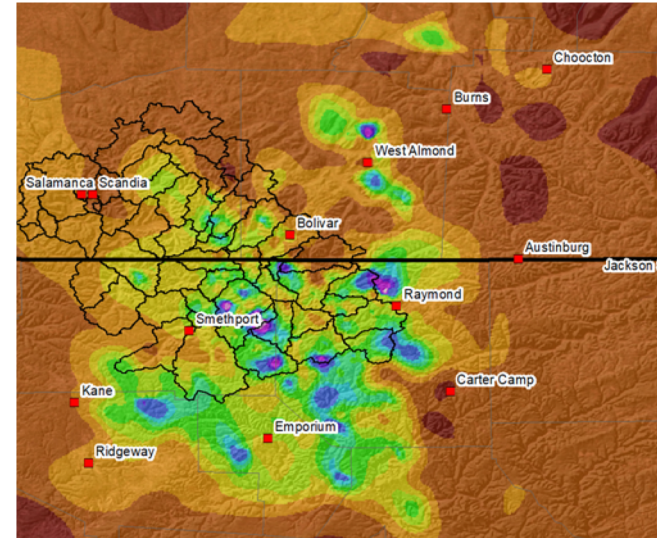 Choocton
Burns
West Almond
Salamanca
Scandia
Bolivar
Austinburg
Jackson
Raymond
Smethport
Carter Camp
Kane
Emporium
Ridgeway